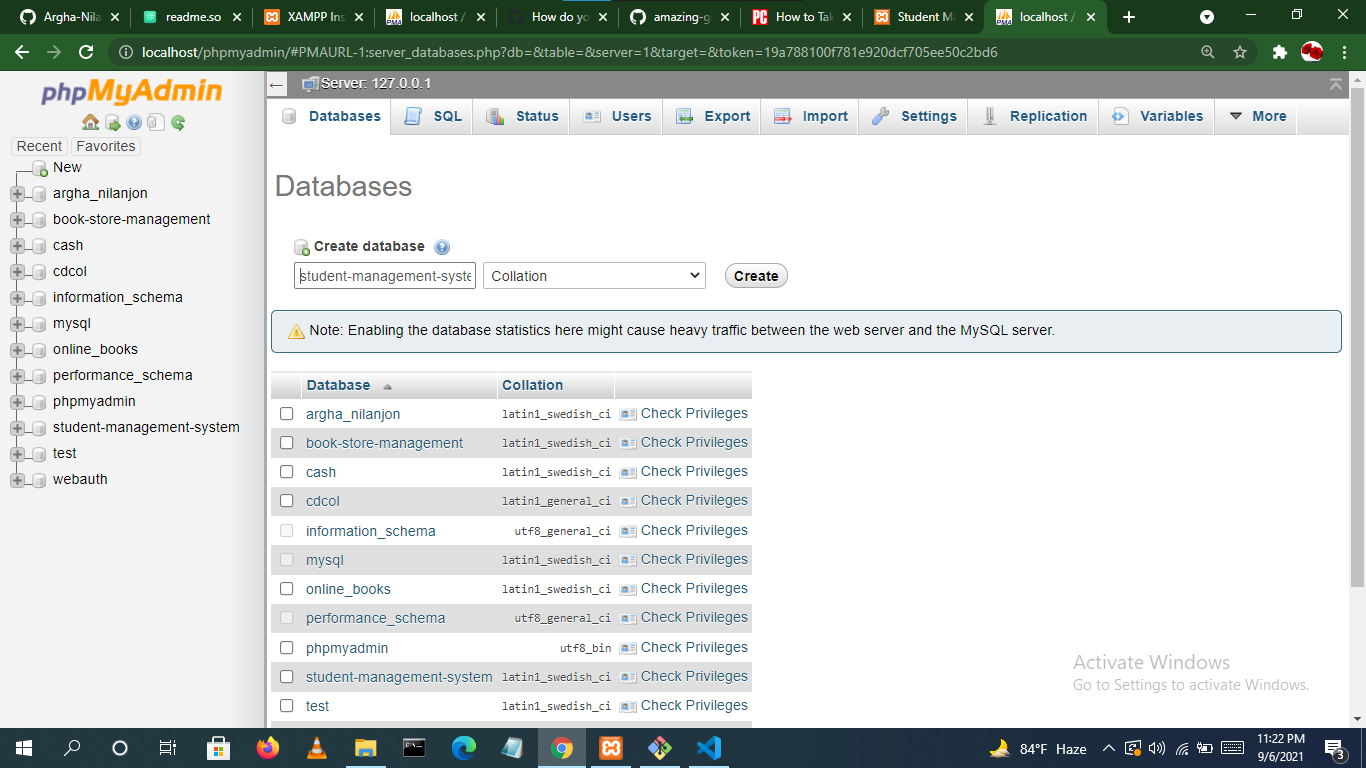 Argha-Nila
readme.so
XAMPP Ins
localhost /
How do yo
amazing-g
How to Tak
Student Ma
localhost /
localhost/phpmyadmin/#PMAURL-1:server_databases.php?db=&table=&server=1&target=&token=19a788100f781e920dcf705ee50c2bd6
phpMyAdmin
Recent Favorites
New
argha_nilanjon
book-store-management
cash
cdcol
information_schema
mysql
online_books
performance_schema
phpmyadmin
student-management-system
test
webauth
Server: 127.0.0.1
Databases SQL Status Users Export Import Settings Replication Variables More
Databases
Create database
student-management-syste Collation Create
Note: Enabling the database statistics here might cause heavy traffic between the web server and the MySQL server.
Database Collation
argha_nilanjon latin1_swedish_ci Check Privileges
book-store-management latin1_swedish_ci Check Privileges
cash latin1_swedish_ci Check Privileges
cdcol latin1_general_ci Check Privileges
information_schema utf8_general_ci Check Privileges
mysql latin1_swedish_ci Check Privileges
online_books latin1_swedish_ci Check Privileges
performance_schema utf8_general_ci Check Privileges
phpmyadmin utf8_bin Check Privileges
student-management-system latin1_swedish_ci Check Privileges
test latin1_swedish_ci Check Privileges
Activate Windows
Go to Settings to activate Windows.
84°F Haze
11:22 PM
9/6/2021
3